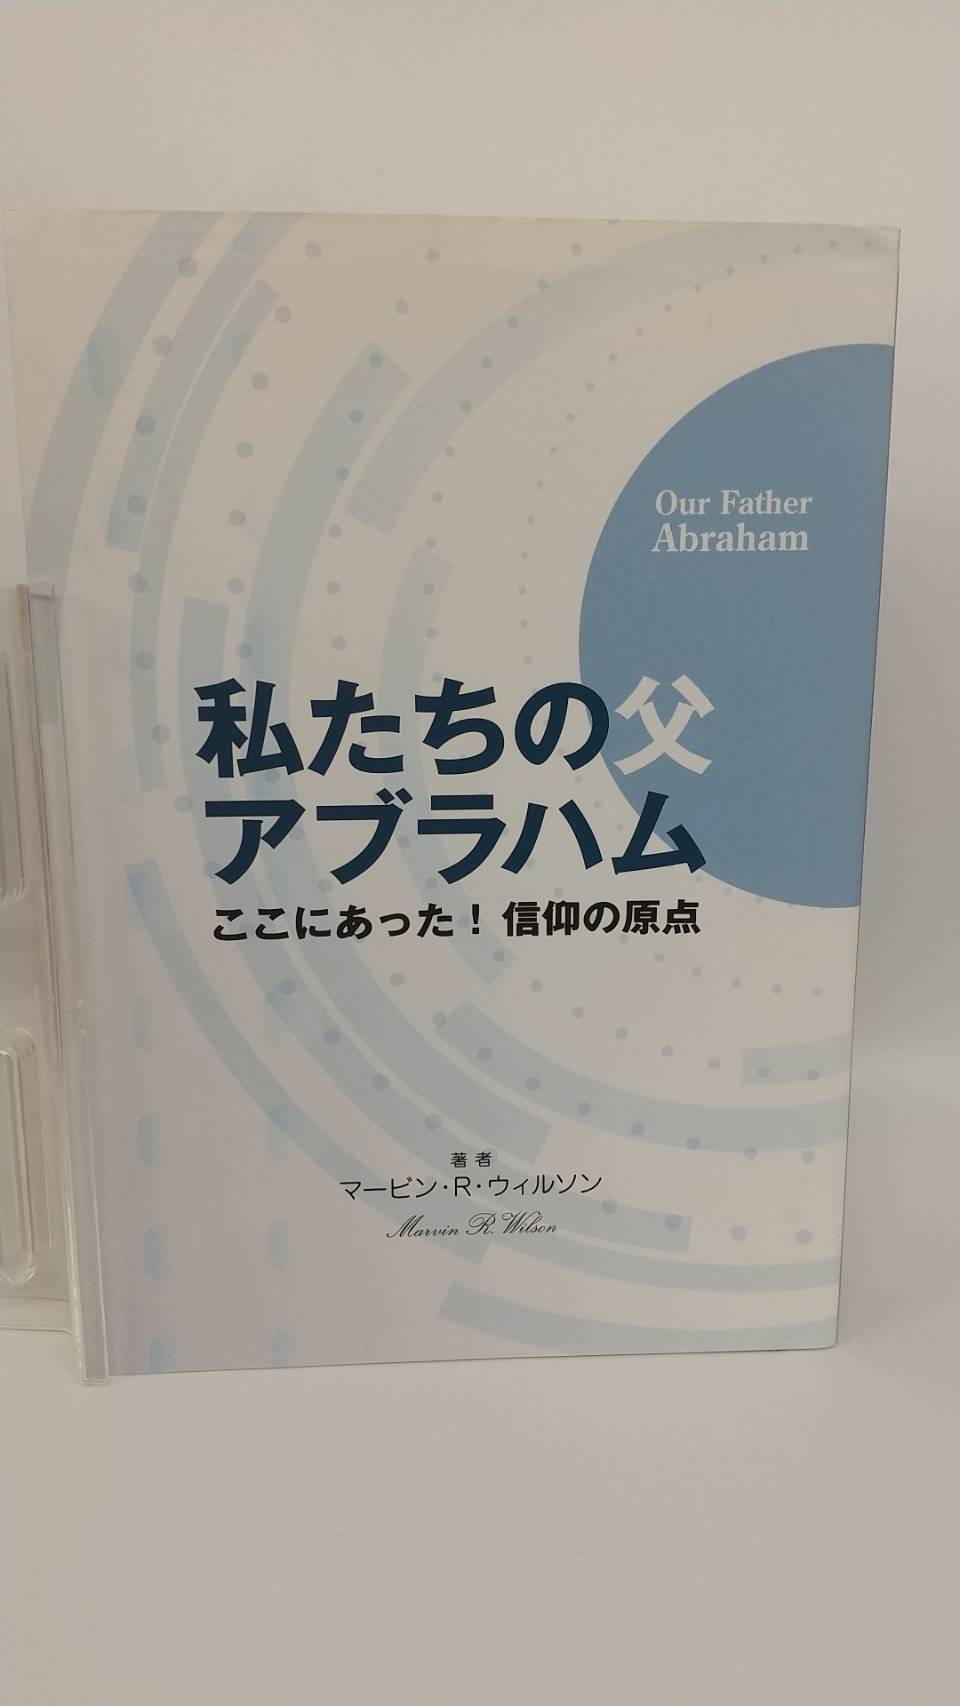 Our Father
Abraham
私たちの父
アブラハム
ここにあった！信仰の原点
著者
マービン・R・ウィルソン
Marvin R. Wilson